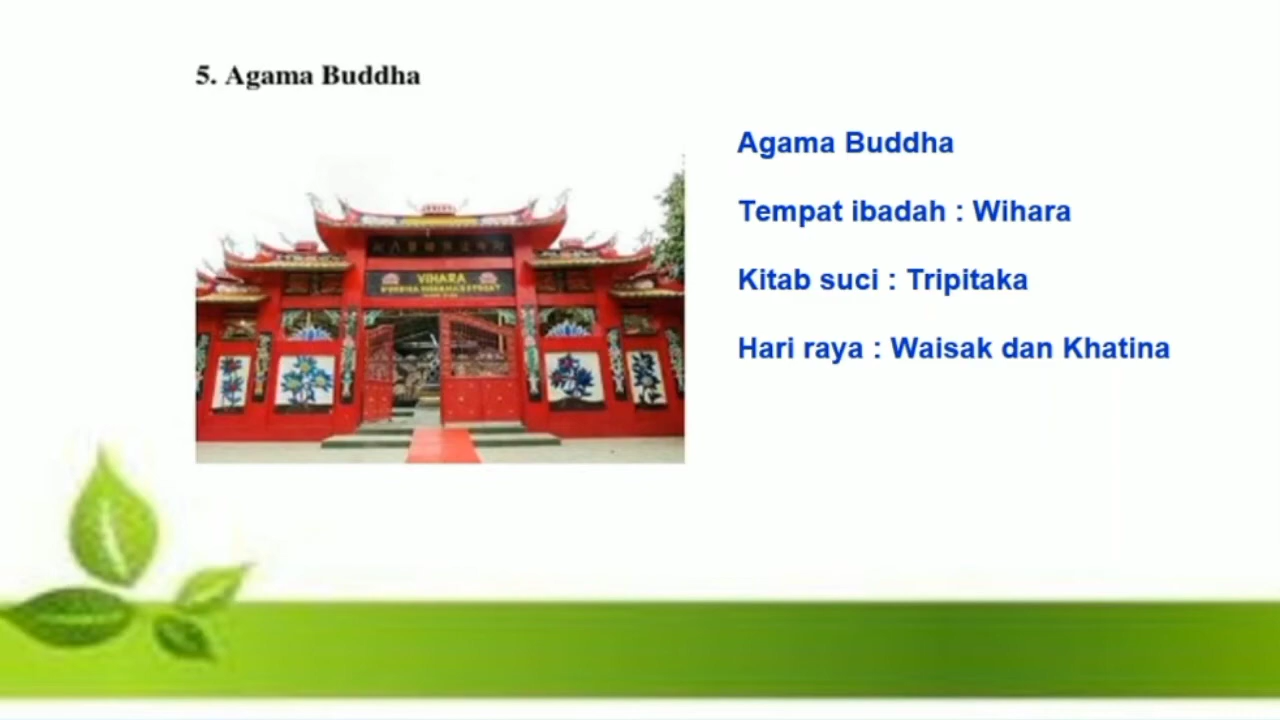 5. Agama Buddha
Agama Buddha
Tempat ibadah : Wihara
Kitab suci : Tripitaka
Hari raya : Waisak dan Khatina
VIHARA